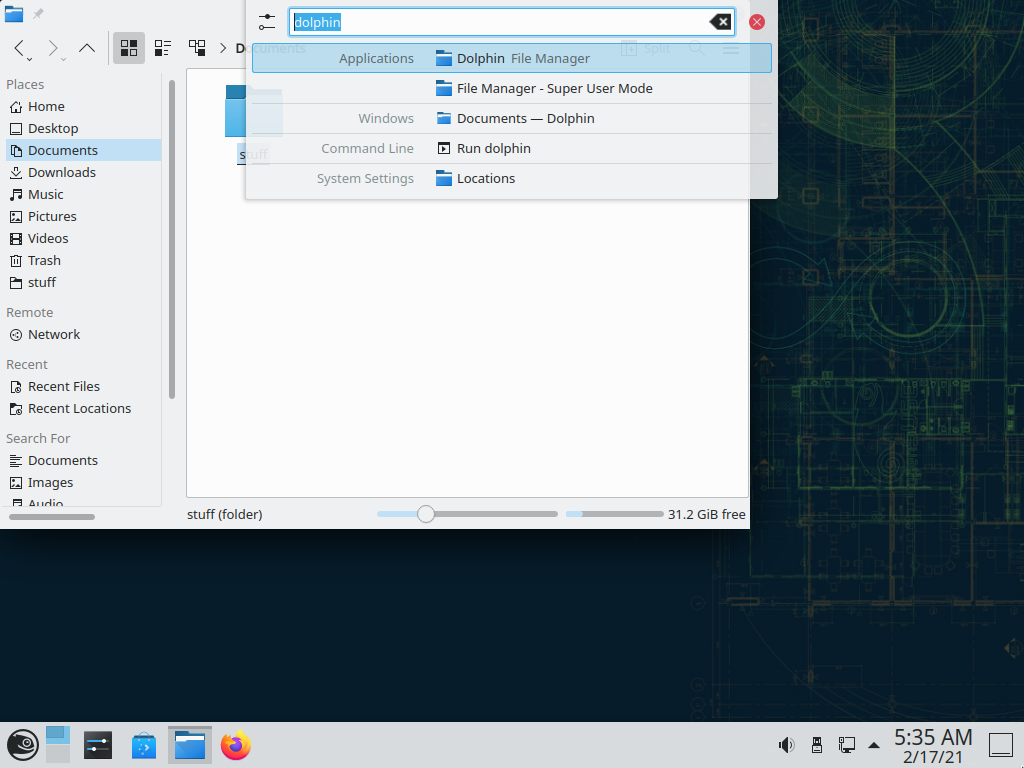 dolphin
Documents
Split
Applications
Dolphin File Manager
File Manager - Super User Mode
Windows
Documents — Dolphin
Command Line
Run dolphin
System Settings
Locations
Places
Home
Desktop
Documents
Downloads
Music
Pictures
Videos
Trash
stuff
Remote
Network
Recent
Recent Files
Recent Locations
Search For
Documents
Images
Audio
stuff
stuff (folder)
31.2 GiB free
5:35 AM
2/17/21